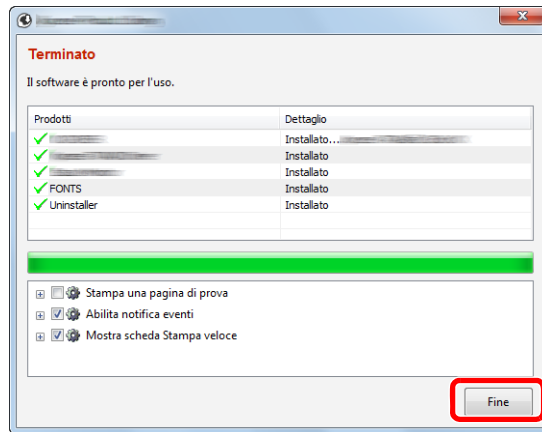 Terminato
Il software è pronto per l'uso.
Prodotti Dettaglio
Installato...
Installato
Installato
FONTS Installato
Uninstaller Installato
Stampa una pagina di prova
Abilita notifica eventi
Mostra scheda Stampa veloce
Fine